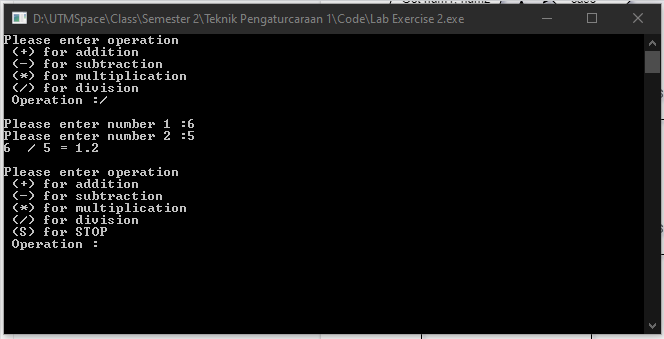 D:\UTMSpace\Class\Semester 2\Teknik Pengaturcaraan 1\Code\Lab Exercise 2.exe
Please enter operation
(+) for addition
(-) for subtraction
(*) for multiplication
(/) for division
Operation :/
Please enter number 1 :6
Please enter number 2 :5
6  / 5 = 1.2
Please enter operation
(+) for addition
(-) for subtraction
(*) for multiplication
(/) for division
(S) for STOP
Operation :